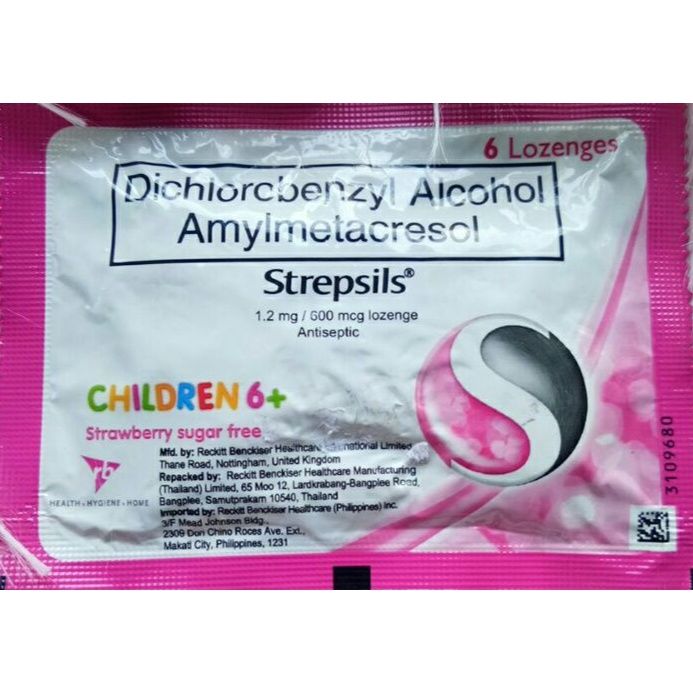 6 Lozenges
Dichlorobenzyl Alcohol
Amylmetacresol
Strepsils®
1.2 mg / 600 mcg lozenge
Antiseptic
CHILDREN 6+
Strawberry sugar free
Mfd. by: Reckitt Benckiser Healthcare International Limited
Thane Road, Nottingham, United Kingdom
Repacked by: Reckitt Benckiser Healthcare Manufacturing
(Thailand) Limited, 65 Moo 12, Lardkrabang-Bangplee Road,
Bangplee, Samutprakarn 10540, Thailand
Imported by: Reckitt Benckiser Healthcare (Philippines) Inc.
3/F Mead Johnson Bldg.,
2309 Don Chino Roces Ave. Ext.,
Makati City, Philippines, 1231
rb
HEALTH • HYGIENE • HOME
3109680